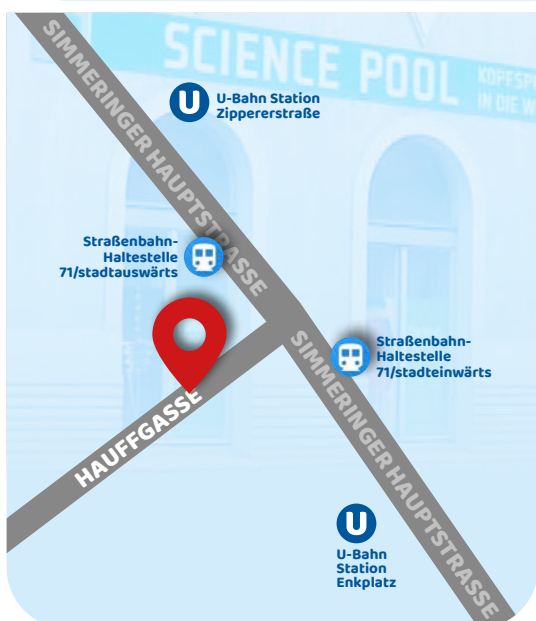 SCIENCE POOL
KOPFSPR
IN DIE W
SIMMERINGER HAUPTSTRASSE
U
U-Bahn Station
Zippererstraße
Straßenbahn-
Haltestelle
71/stadtauswärts
Straßenbahn-
Haltestelle
71/stadteinwärts
HAUFFGASSE
SIMMERINGER HAUPTSTRASSE
U
U-Bahn
Station
Enkplatz